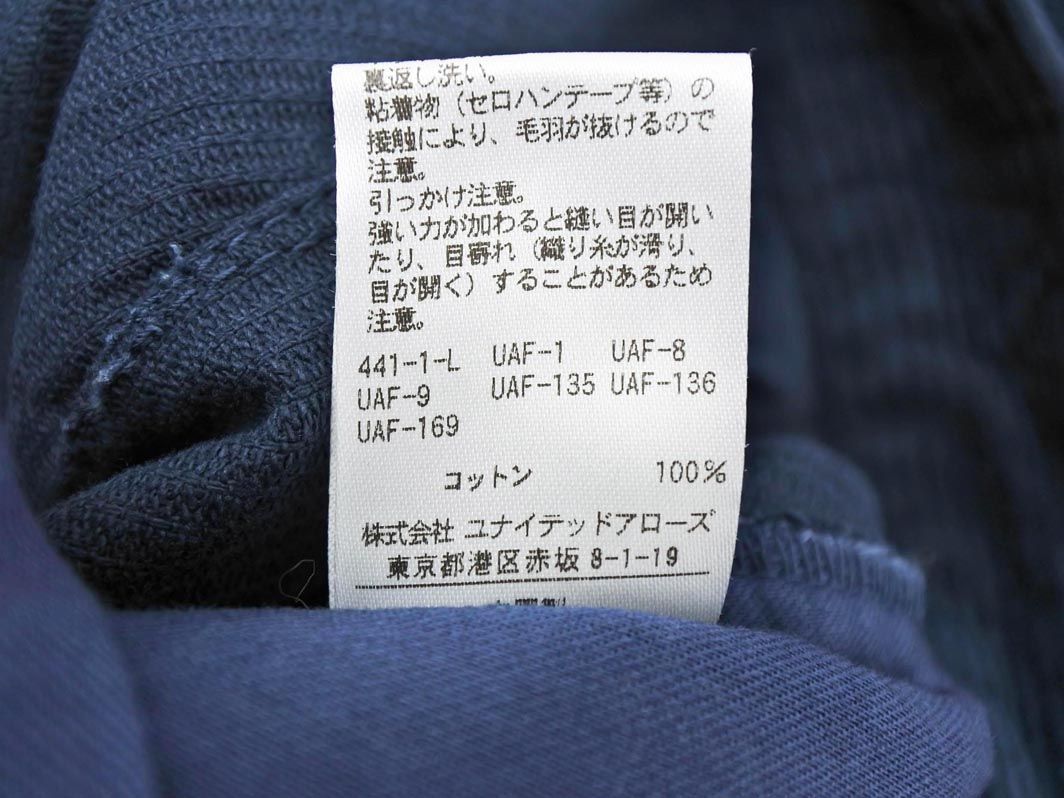 裏返し洗い。
粘着物（セロハンテープ等）の
接触により、毛羽が抜けるので
注意。
引っかけ注意。
強い力が加わると縫い目が開い
たり、目寄れ（織り糸が滑り、
目が開く）することがあるため
注意。
441-1-L UAF-1 UAF-8
UAF-9 UAF-135 UAF-136
UAF-169
コットン 100%
株式会社 ユナイテッドアローズ
東京都港区赤坂 8-1-19